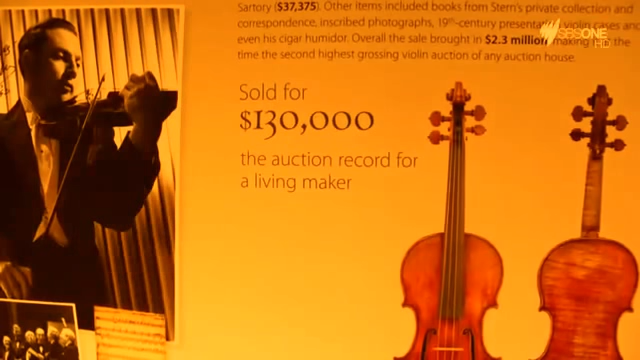 Sartory ($37,375). Other items included books from Stern's private collection and
correspondence, inscribed photographs, 19th-century violin cases and
even his cigar humidor. Overall the sale brought in $2.3 million making
time the second highest grossing violin auction of any auction house.
SBS ONE
HD
Sold for
$130,000
the auction record for
a living maker